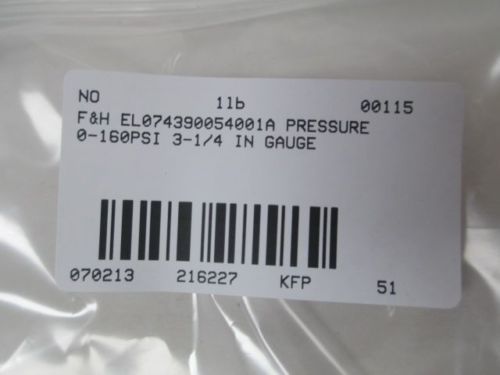 NO 1lb 00115
F&H EL074390054001A PRESSURE
0-160PSI 3-1/4 IN GAUGE
070213 216227 KFP 51